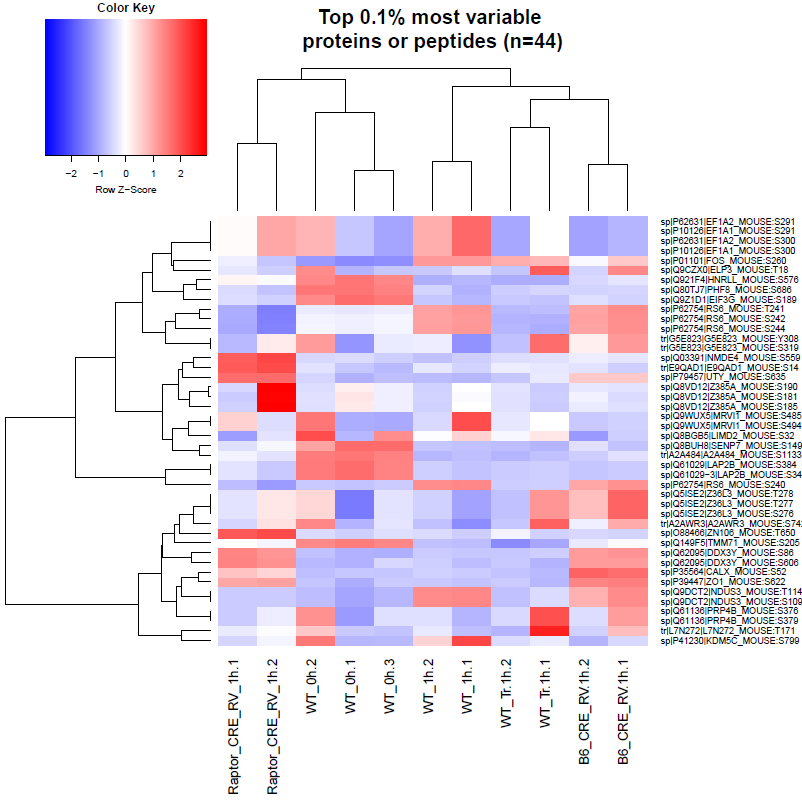 Color Key
−2 −1 0 1 2
Row Z−Score
Top 0.1% most variable
proteins or peptides (n=44)
sp|P62631|EF1A2_MOUSE:S291
sp|P10126|EF1A1_MOUSE:S291
sp|P62631|EF1A2_MOUSE:S300
sp|P10126|EF1A1_MOUSE:S300
sp|P01101|FOS_MOUSE:S260
sp|Q9CZX0|ELP3_MOUSE:T18
sp|Q921F4|HNRLL_MOUSE:S576
sp|Q80TJ7|PHF8_MOUSE:S686
sp|Q9Z1D1|EIF3G_MOUSE:S189
sp|P62754|RS6_MOUSE:T241
sp|P62754|RS6_MOUSE:S242
sp|P62754|RS6_MOUSE:S244
tr|G5E823|G5E823_MOUSE:Y308
tr|G5E823|G5E823_MOUSE:S319
sp|Q03391|NMDE4_MOUSE:S559
tr|E9QAD1|E9QAD1_MOUSE:S14
sp|P79457|UTY_MOUSE:S635
sp|Q8VD12|Z385A_MOUSE:S190
sp|Q8VD12|Z385A_MOUSE:S181
sp|Q8VD12|Z385A_MOUSE:S185
sp|Q9WUX5|MRVI1_MOUSE:S485
sp|Q9WUX5|MRVI1_MOUSE:S494
sp|Q8BGB5|LIMD2_MOUSE:S32
sp|Q8BUH8|SENP7_MOUSE:S149
tr|A2A484|A2A484_MOUSE:S1133
sp|Q61029|LAP2B_MOUSE:S384
sp|Q61029−3|LAP2B_MOUSE:S34
sp|P62754|RS6_MOUSE:S240
sp|Q5ISE2|Z36L3_MOUSE:T278
sp|Q5ISE2|Z36L3_MOUSE:T277
sp|Q5ISE2|Z36L3_MOUSE:S276
tr|A2AWR3|A2AWR3_MOUSE:S742
sp|O88466|ZN106_MOUSE:T650
sp|Q149F5|TMM71_MOUSE:S205
sp|Q62095|DDX3Y_MOUSE:S86
sp|Q62095|DDX3Y_MOUSE:S606
sp|P35564|CALX_MOUSE:S52
sp|P39447|ZO1_MOUSE:S622
sp|Q9DCT2|NDUS3_MOUSE:T114
sp|Q9DCT2|NDUS3_MOUSE:S109
sp|Q61136|PRP4B_MOUSE:S376
sp|Q61136|PRP4B_MOUSE:S379
tr|L7N272|L7N272_MOUSE:T171
sp|P41230|KDM5C_MOUSE:S799
Raptor_CRE_RV_1h.1
Raptor_CRE_RV_1h.2
WT_0h.2
WT_0h.1
WT_0h.3
WT_1h.2
WT_1h.1
WT_Tr.1h.2
WT_Tr.1h.1
B6_CRE_RV.1h.2
B6_CRE_RV.1h.1